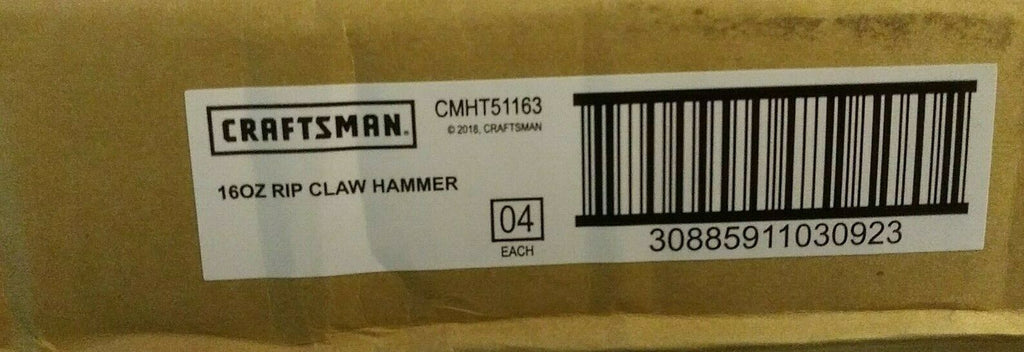 CRAFTSMAN.
CMHT51163
© 2018, CRAFTSMAN
16OZ RIP CLAW HAMMER
04
EACH
30885911030923